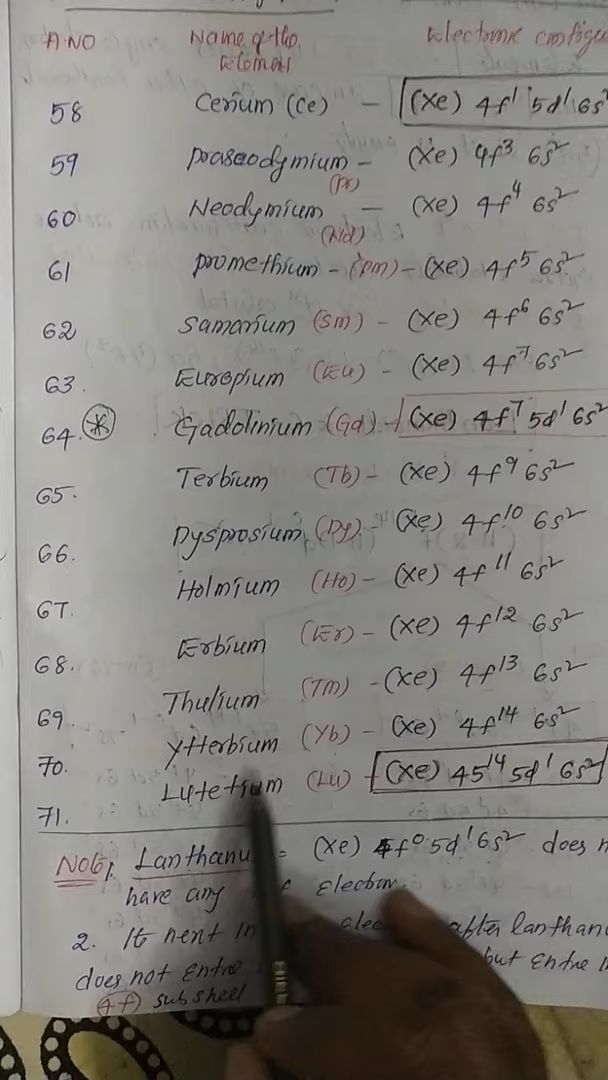 A.NO Name of the Electronic configu
Element
58 Cerium (Ce) - (Xe) 4f¹ 5d¹ 6s²
59 praseodymium - (Xe) 4f³ 6s²
(Pr)
60 Neodymium - (Xe) 4f⁴ 6s²
(Nd)
61 promethium - (Pm) - (Xe) 4f⁵ 6s²
62 Samarium (Sm) - (Xe) 4f⁶ 6s²
63. Europium (Eu) - (Xe) 4f⁷ 6s²
64. * Gadolinium (Gd) - (Xe) 4f⁷ 5d¹ 6s²
65. Terbium (Tb) - (Xe) 4f⁹ 6s²
66. Dysprosium (Dy) - (Xe) 4f¹⁰ 6s²
67. Holmium (Ho) - (Xe) 4f¹¹ 6s²
68. Erbium (Er) - (Xe) 4f¹² 6s²
69. Thulium (Tm) - (Xe) 4f¹³ 6s²
70. Ytterbium (Yb) - (Xe) 4f¹⁴ 6s²
71. Lutetium (Lu) - (Xe) 45¹⁴ 5d¹ 6s²
Note 1. Lanthanu = (Xe) 4f⁰ 5d¹ 6s² does n
have any f Electron.
2. Its next in elec after lanthan
does not Entre but Entre in
(4f) subshell